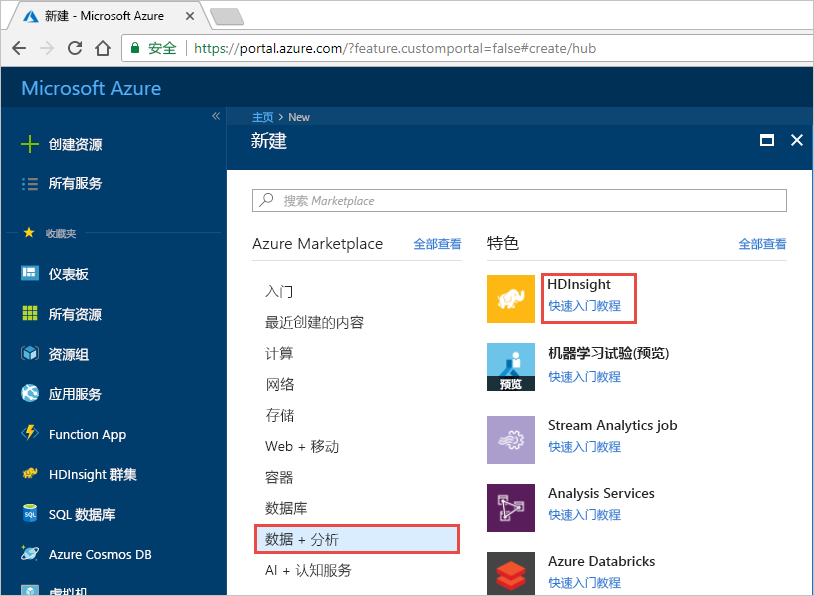 新建 - Microsoft Azure
安全 https://portal.azure.com/?feature.customportal=false#create/hub
Microsoft Azure
主页 > New
新建
创建资源
所有服务
收藏夹
仪表板
所有资源
资源组
应用服务
Function App
HDInsight 群集
SQL 数据库
Azure Cosmos DB
虚拟机
搜索 Marketplace
Azure Marketplace 全部查看
入门
最近创建的内容
计算
网络
存储
Web + 移动
容器
数据库
数据 + 分析
AI + 认知服务
特色 全部查看
HDInsight
快速入门教程
机器学习试验(预览)
快速入门教程
预览
Stream Analytics job
快速入门教程
Analysis Services
快速入门教程
Azure Databricks
快速入门教程